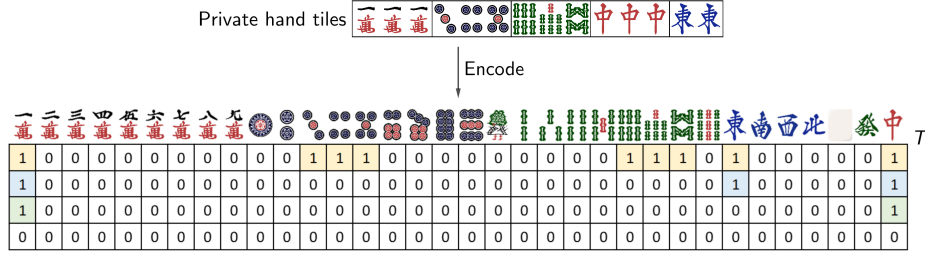 Private hand tiles 一萬 一萬 一萬 中 中 中 東 東
Encode
一萬 二萬 三萬 四萬 伍萬 六萬 七萬 八萬 九萬 東 南 西 北 發 中
T
1 0 0 0 0 0 0 0 0 0 0 1 1 1 0 0 0 0 0 0 0 0 0 1 1 1 0 1 0 0 0 0 0 1
1 0 0 0 0 0 0 0 0 0 0 0 0 0 0 0 0 0 0 0 0 0 0 0 0 0 0 1 0 0 0 0 0 1
1 0 0 0 0 0 0 0 0 0 0 0 0 0 0 0 0 0 0 0 0 0 0 0 0 0 0 0 0 0 0 0 0 1
0 0 0 0 0 0 0 0 0 0 0 0 0 0 0 0 0 0 0 0 0 0 0 0 0 0 0 0 0 0 0 0 0 0